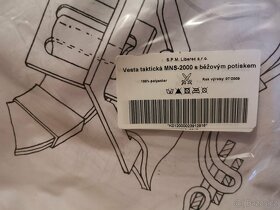 S.P.M. Liberec s.r.o.
Vesta taktická MNS-2000 s béžovým potiskem
100% polyester Rok výroby: 07/2009